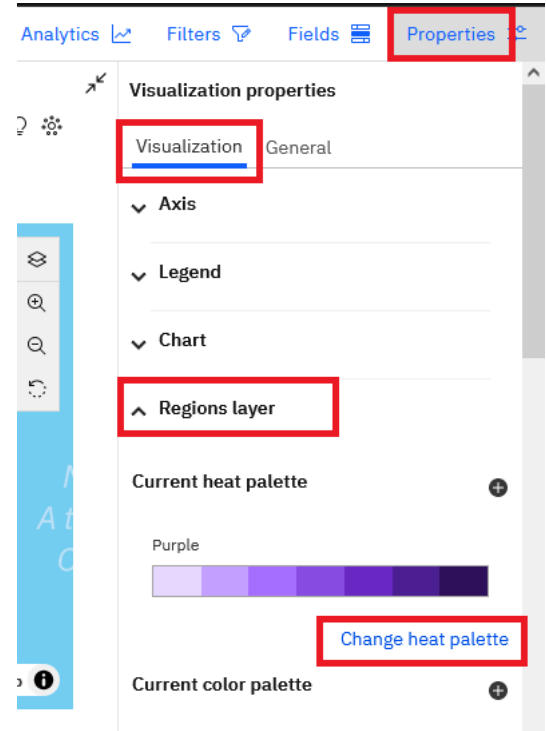 Analytics Filters Fields Properties
Visualization properties
Visualization General
Axis
Legend
Chart
Regions layer
Current heat palette
Purple
Change heat palette
Current color palette